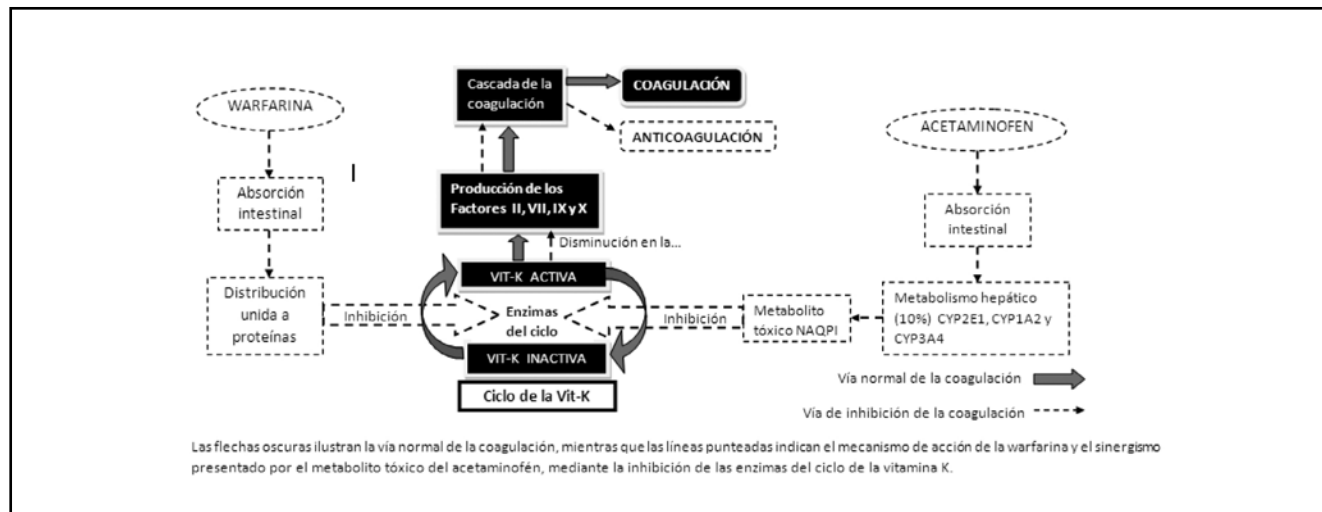 WARFARINA
Absorción
intestinal
Distribución
unida a
proteínas
Inhibición
Cascada de la
coagulación
COAGULACIÓN
ANTICOAGULACIÓN
Producción de los
Factores II, VII, IX y X
Disminución en la...
VIT-K ACTIVA
Enzimas
del ciclo
VIT-K INACTIVA
Ciclo de la Vit-K
ACETAMINOFEN
Absorción
intestinal
Metabolismo hepático
(10%) CYP2E1, CYP1A2 y
CYP3A4
Metabolito
tóxico NAQPI
Inhibición
Vía normal de la coagulación
Vía de inhibición de la coagulación
Las flechas oscuras ilustran la vía normal de la coagulación, mientras que las líneas punteadas indican el mecanismo de acción de la warfarina y el sinergismo
presentado por el metabolito tóxico del acetaminofén, mediante la inhibición de las enzimas del ciclo de la vitamina K.